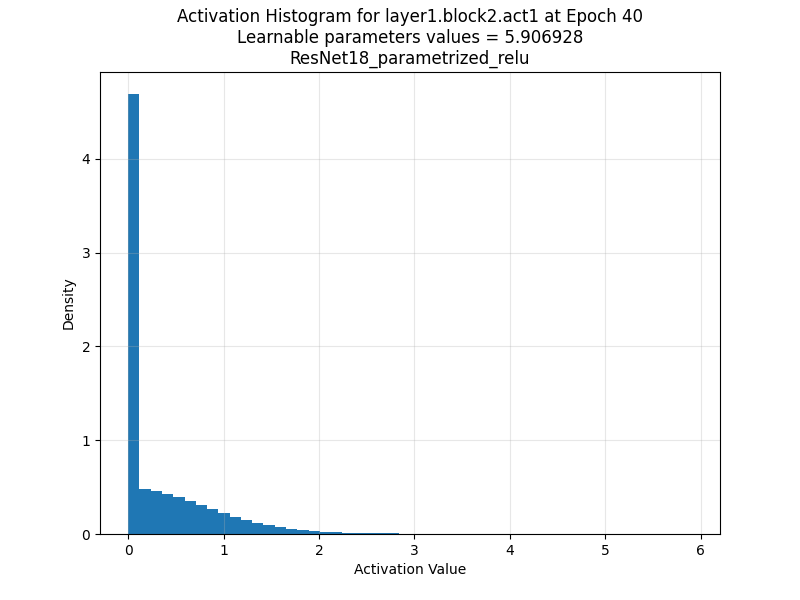 Activation Histogram for layer1.block2.act1 at Epoch 40
Learnable parameters values = 5.906928
ResNet18_parametrized_relu
Density
4
3
2
1
0
0 1 2 3 4 5 6
Activation Value